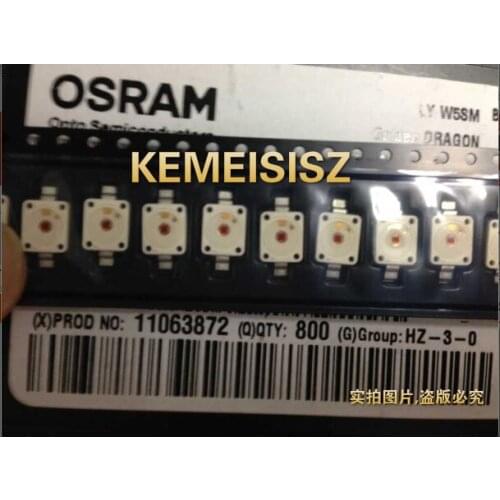 OSRAM
LY W5SM B
Opto Semiconductors
Golden DRAGON
KEMEISISZ
(X)PROD NO: 11063872 (Q)QTY: 800 (G)Group: HZ-3-0
实拍图片,盗版必究